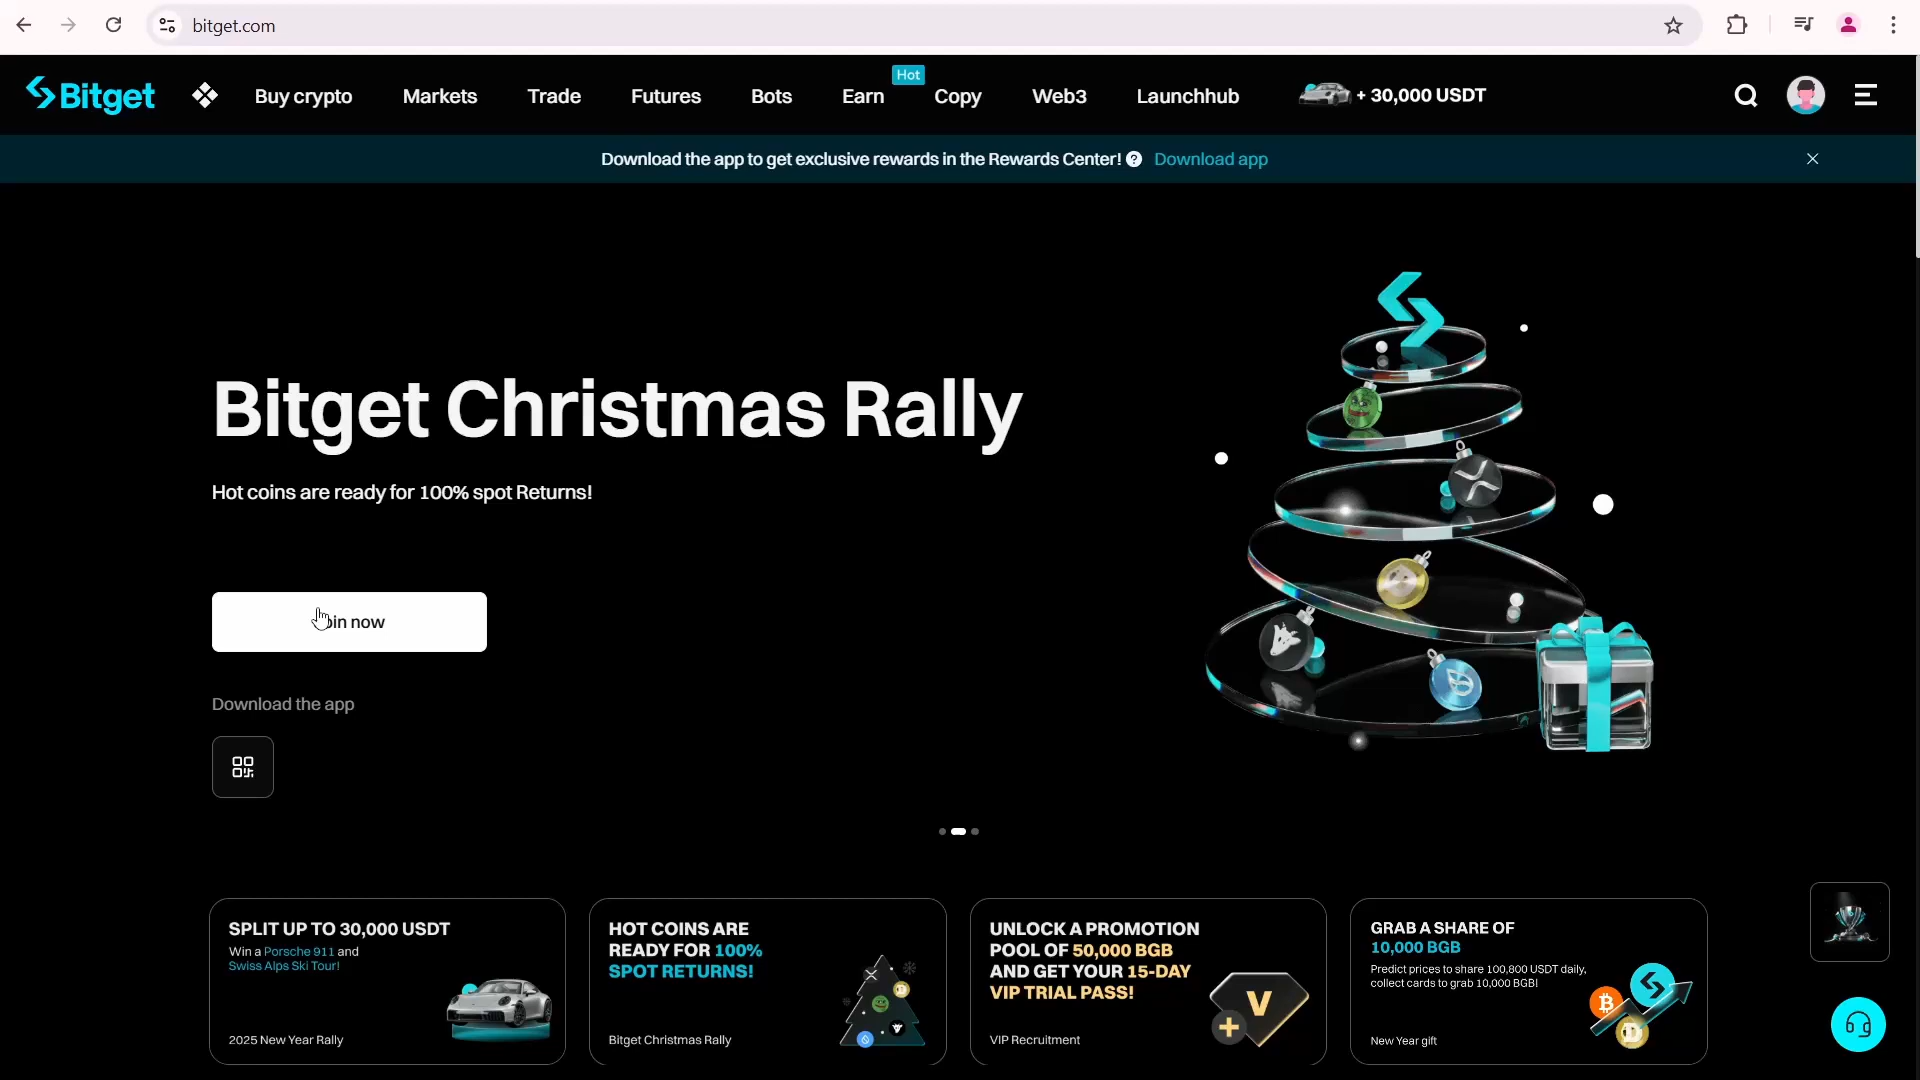 bitget.com
Bitget
Buy crypto
Markets
Trade
Futures
Bots
Earn
Hot
Copy
Web3
Launchhub
+ 30,000 USDT
Download the app to get exclusive rewards in the Rewards Center! ? Download app
Bitget Christmas Rally
Hot coins are ready for 100% spot Returns!
oin now
Download the app
SPLIT UP TO 30,000 USDT
Win a Porsche 911 and
Swiss Alps Ski Tour!
2025 New Year Rally
HOT COINS ARE
READY FOR 100%
SPOT RETURNS!
Bitget Christmas Rally
UNLOCK A PROMOTION
POOL OF 50,000 BGB
AND GET YOUR 15-DAY
VIP TRIAL PASS!
VIP Recruitment
V
GRAB A SHARE OF
10,000 BGB
Predict prices to share 100,800 USDT daily,
collect cards to grab 10,000 BGB!
New Year gift